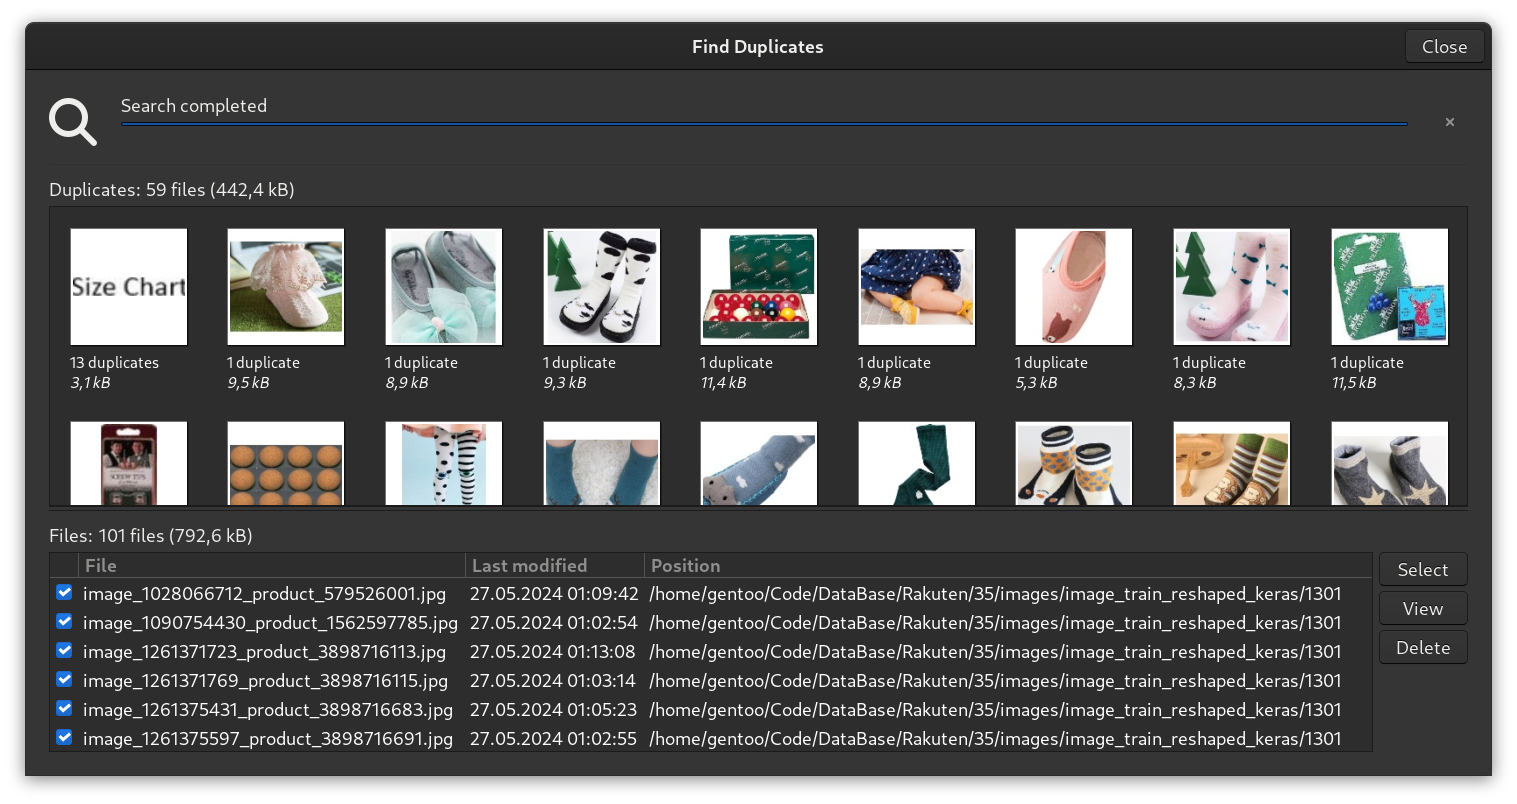 Find Duplicates
Close
Search completed
Duplicates: 59 files (442,4 kB)
Size Chart
13 duplicates
3,1 kB
1 duplicate
9,5 kB
1 duplicate
8,9 kB
1 duplicate
9,3 kB
1 duplicate
11,4 kB
1 duplicate
8,9 kB
1 duplicate
5,3 kB
1 duplicate
8,3 kB
1 duplicate
11,5 kB
SCREW TIPS
Files: 101 files (792,6 kB)
File Last modified Position
image_1028066712_product_579526001.jpg 27.05.2024 01:09:42 /home/gentoo/Code/DataBase/Rakuten/35/images/image_train_reshaped_keras/1301
image_1090754430_product_1562597785.jpg 27.05.2024 01:02:54 /home/gentoo/Code/DataBase/Rakuten/35/images/image_train_reshaped_keras/1301
image_1261371723_product_3898716113.jpg 27.05.2024 01:13:08 /home/gentoo/Code/DataBase/Rakuten/35/images/image_train_reshaped_keras/1301
image_1261371769_product_3898716115.jpg 27.05.2024 01:03:14 /home/gentoo/Code/DataBase/Rakuten/35/images/image_train_reshaped_keras/1301
image_1261375431_product_3898716683.jpg 27.05.2024 01:05:23 /home/gentoo/Code/DataBase/Rakuten/35/images/image_train_reshaped_keras/1301
image_1261375597_product_3898716691.jpg 27.05.2024 01:02:55 /home/gentoo/Code/DataBase/Rakuten/35/images/image_train_reshaped_keras/1301
Select
View
Delete